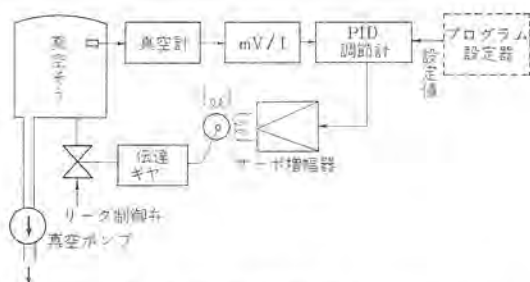 真空そう
真空計
mV/I
PID
調節計
プログラム
設定器
設定値
伝達
ギヤ
サーボ増幅器
リーク制御弁
真空ポンプ